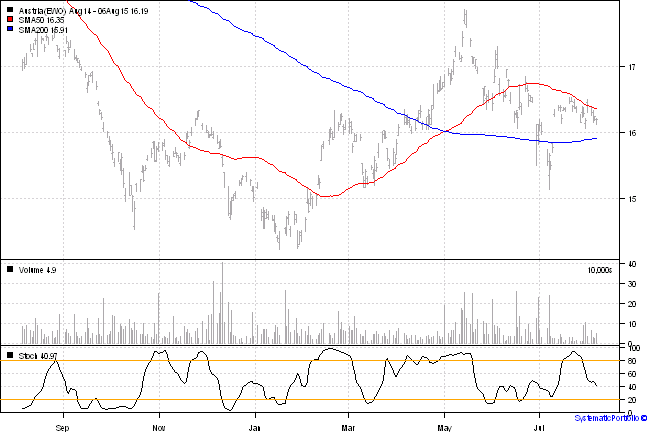 Austria(EWO) Aug14 - 06Aug15 16.19
SMA50 16.35
SMA200 15.91
17
16
15
Volume 4.9
10,000s
40
30
20
10
0
Stoch 40.97
100
80
60
40
20
0
Sep
Nov
Jan
Mar
May
Jul
SystematicPortfolio ©